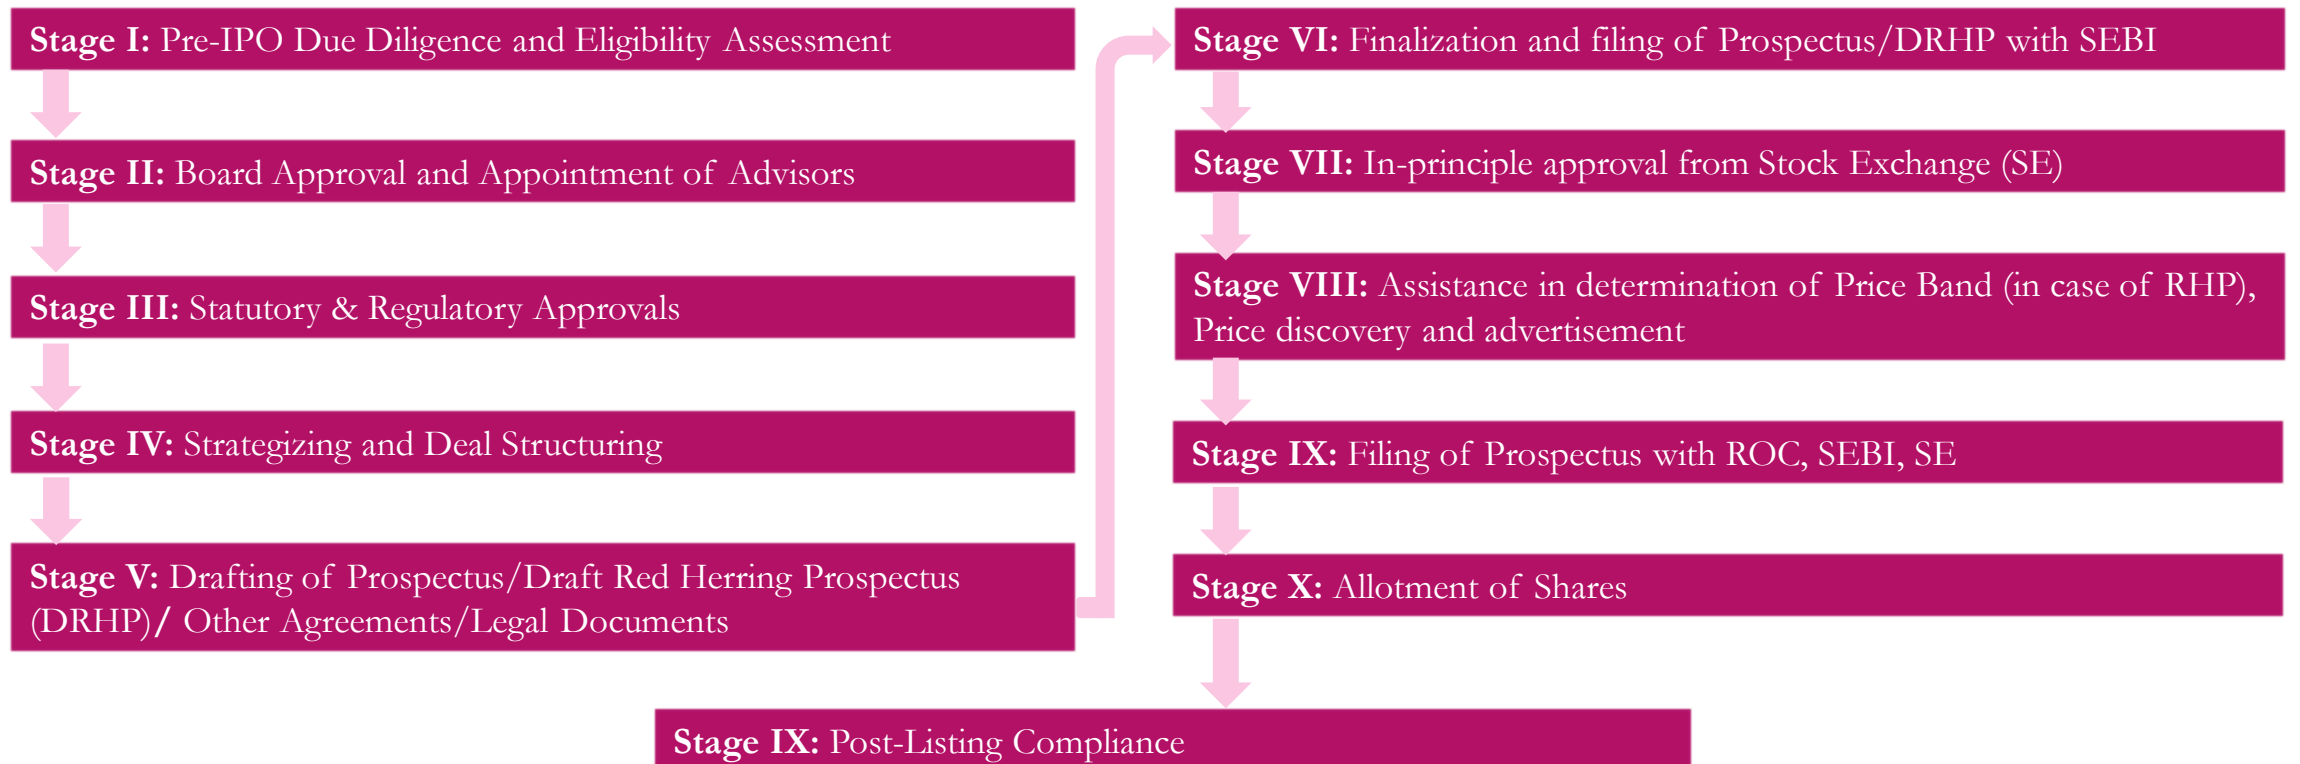 Stage I: Pre-IPO Due Diligence and Eligibility Assessment
Stage II: Board Approval and Appointment of Advisors
Stage III: Statutory & Regulatory Approvals
Stage IV: Strategizing and Deal Structuring
Stage V: Drafting of Prospectus/Draft Red Herring Prospectus
(DRHP)/ Other Agreements/Legal Documents
Stage VI: Finalization and filing of Prospectus/DRHP with SEBI
Stage VII: In-principle approval from Stock Exchange (SE)
Stage VIII: Assistance in determination of Price Band (in case of RHP),
Price discovery and advertisement
Stage IX: Filing of Prospectus with ROC, SEBI, SE
Stage X: Allotment of Shares
Stage IX: Post-Listing Compliance